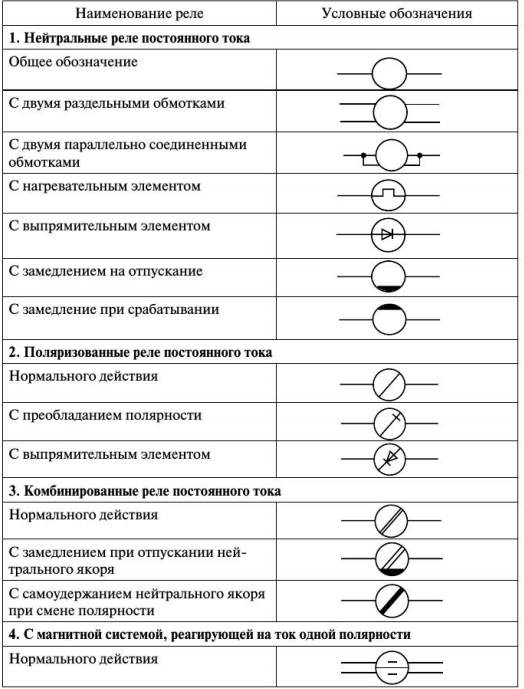 Наименование реле
Условные обозначения
1. Нейтральные реле постоянного тока
Общее обозначение
С двумя раздельными обмотками
С двумя параллельно соединенными
обмотками
С нагревательным элементом
С выпрямительным элементом
С замедлением на отпускание
С замедление при срабатывании
2. Поляризованные реле постоянного тока
Нормального действия
С преобладанием полярности
С выпрямительным элементом
3. Комбинированные реле постоянного тока
Нормального действия
С замедлением при отпускании ней-
трального якоря
С самоудержанием нейтрального якоря
при смене полярности
4. С магнитной системой, реагирующей на ток одной полярности
Нормального действия